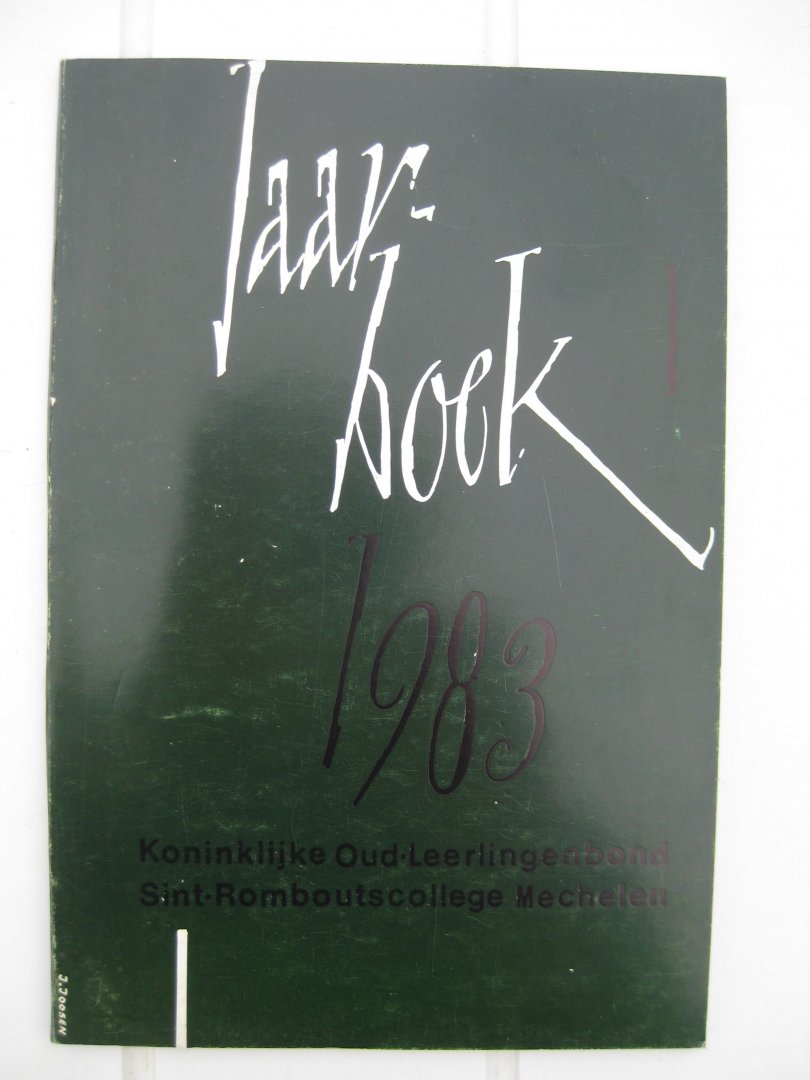 Jaar-
boek
1983
Koninklijke Oud-Leerlingenbond
Sint-Romboutscollege Mechelen
J.JOOSEN